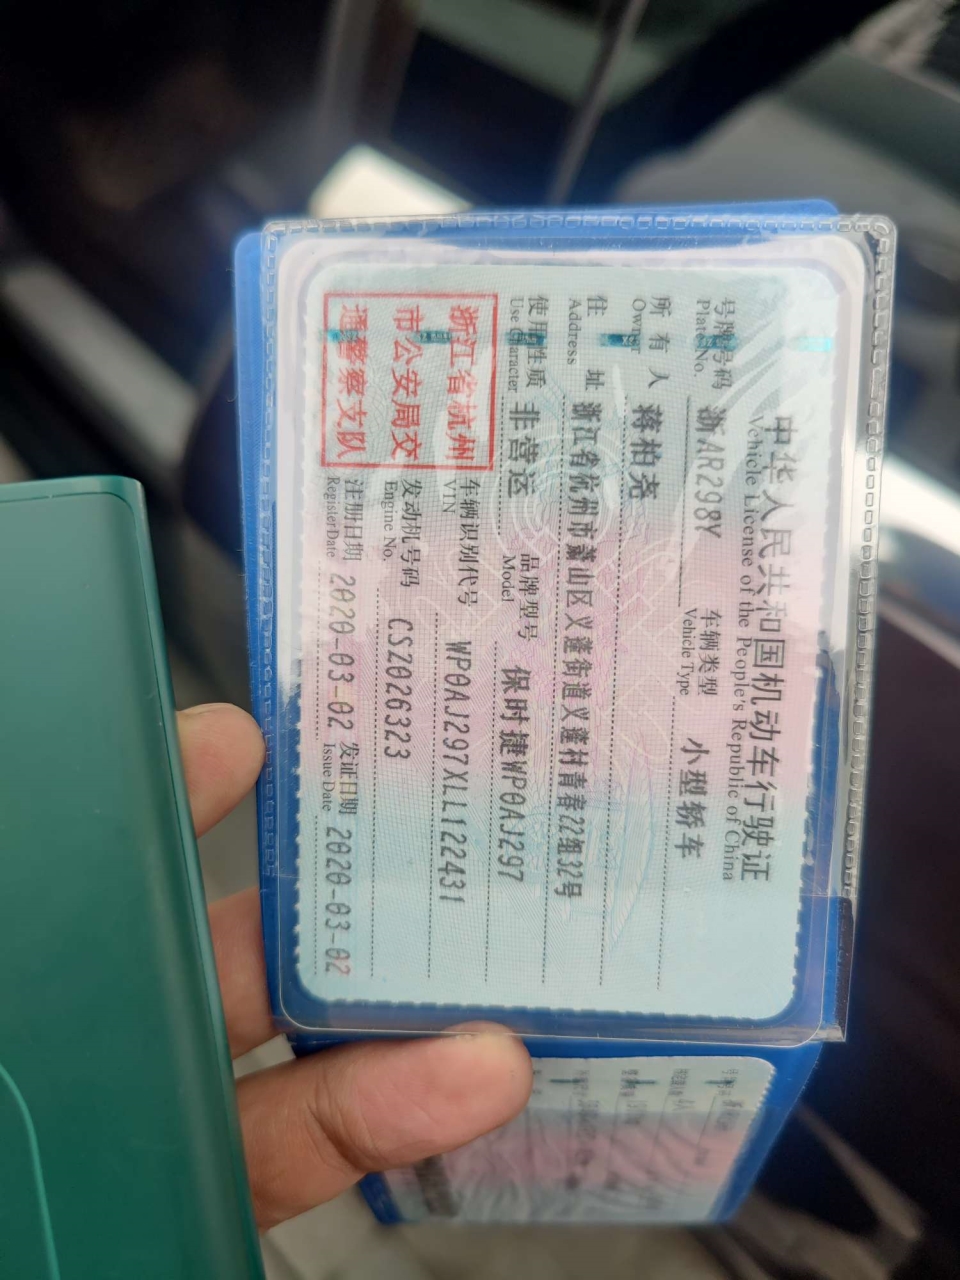 中华人民共和国机动车行驶证
Vehicle License of the People's Republic of China
号牌号码 浙AR298Y 车辆类型 小型轿车
Plate No. Vehicle Type
所有人 蒋柏尧
Owner
住址 浙江省杭州市萧山区义蓬街道义蓬村青春22组32号
Address
使用性质 非营运 品牌型号 保时捷WP0AJ297
Use Character Model
浙江省杭州
市公安局交
通警察支队
车辆识别代号 WP0AJ297XLL122431
VIN
发动机号码 CSZ026323
Engine No.
注册日期 2020-03-02 发证日期 2020-03-02
Register Date Issue Date